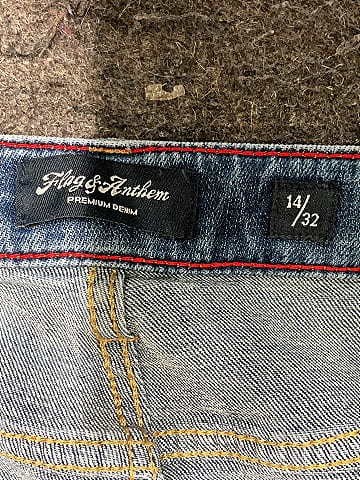 Flag & Anthem
PREMIUM DENIM
14/32